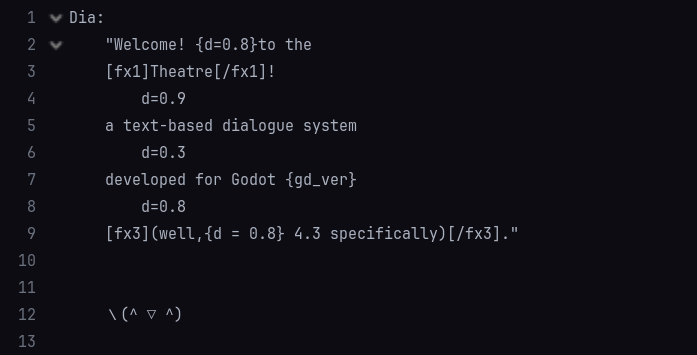 1 Dia:
2 "Welcome! {d=0.8}to the
3 [fx1]Theatre[/fx1]!
4 d=0.9
5 a text-based dialogue system
6 d=0.3
7 developed for Godot {gd_ver}
8 d=0.8
9 [fx3](well,{d = 0.8} 4.3 specifically)[/fx3]."
10
11
12 \(^ ▽ ^)
13